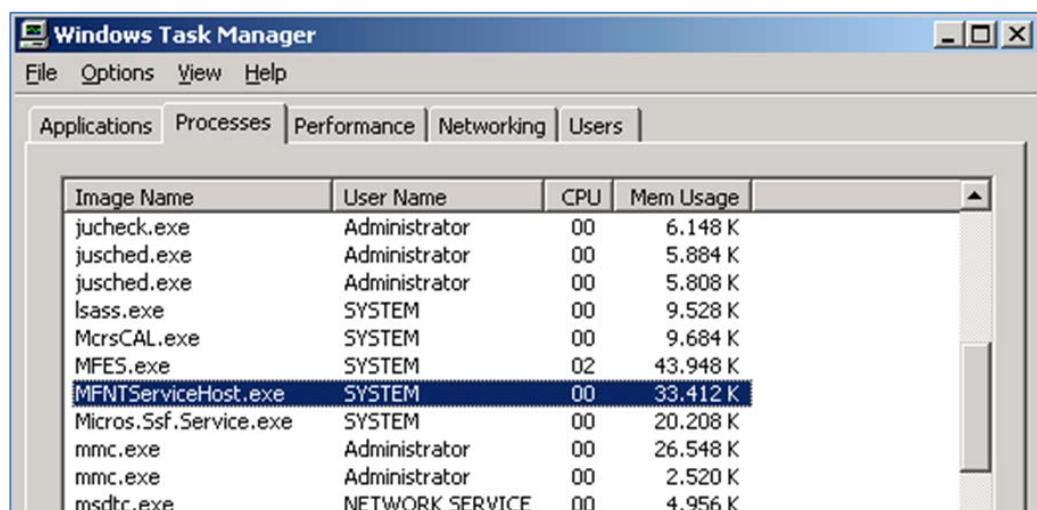 Windows Task Manager
File Options View Help
Applications Processes Performance Networking Users
Image Name User Name CPU Mem Usage
jucheck.exe Administrator 00 6.148 K
jusched.exe Administrator 00 5.884 K
jusched.exe Administrator 00 5.808 K
lsass.exe SYSTEM 00 9.528 K
McrsCAL.exe SYSTEM 00 9.684 K
MFES.exe SYSTEM 02 43.948 K
MFNTServiceHost.exe SYSTEM 00 33.412 K
Micros.Ssf.Service.exe SYSTEM 00 20.208 K
mmc.exe Administrator 00 26.548 K
mmc.exe Administrator 00 2.520 K
msdtc.exe NETWORK SERVICE 00 4.956 K